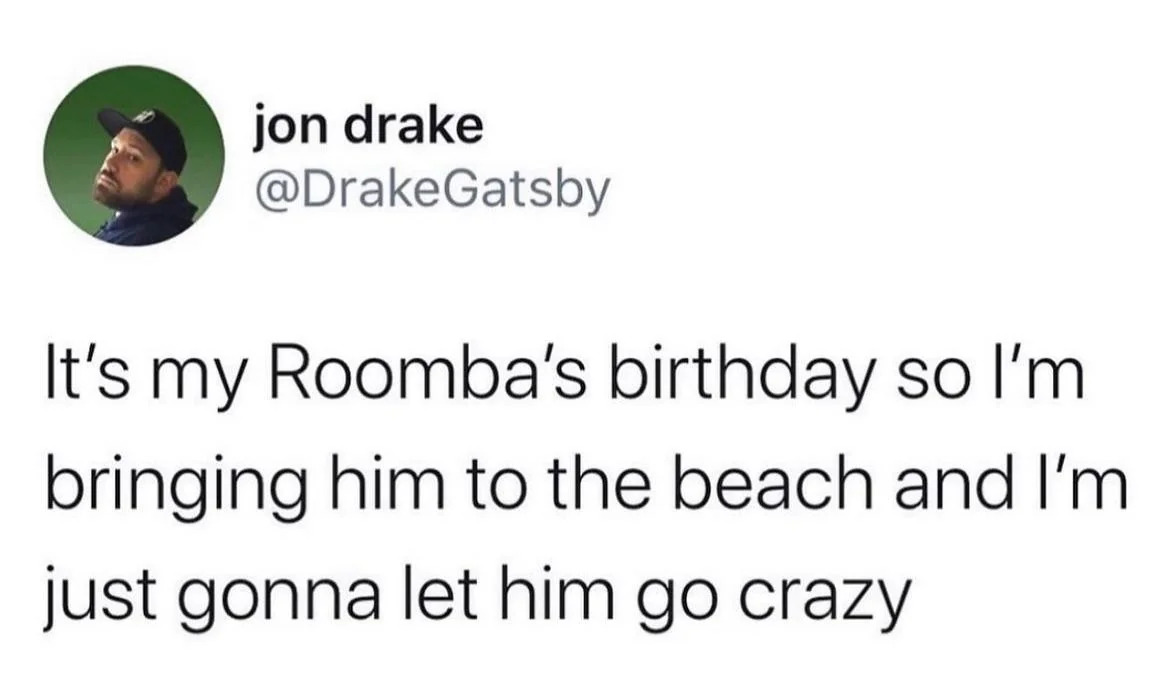 jon drake
@DrakeGatsby
It's my Roomba's birthday so I'm
bringing him to the beach and I'm
just gonna let him go crazy